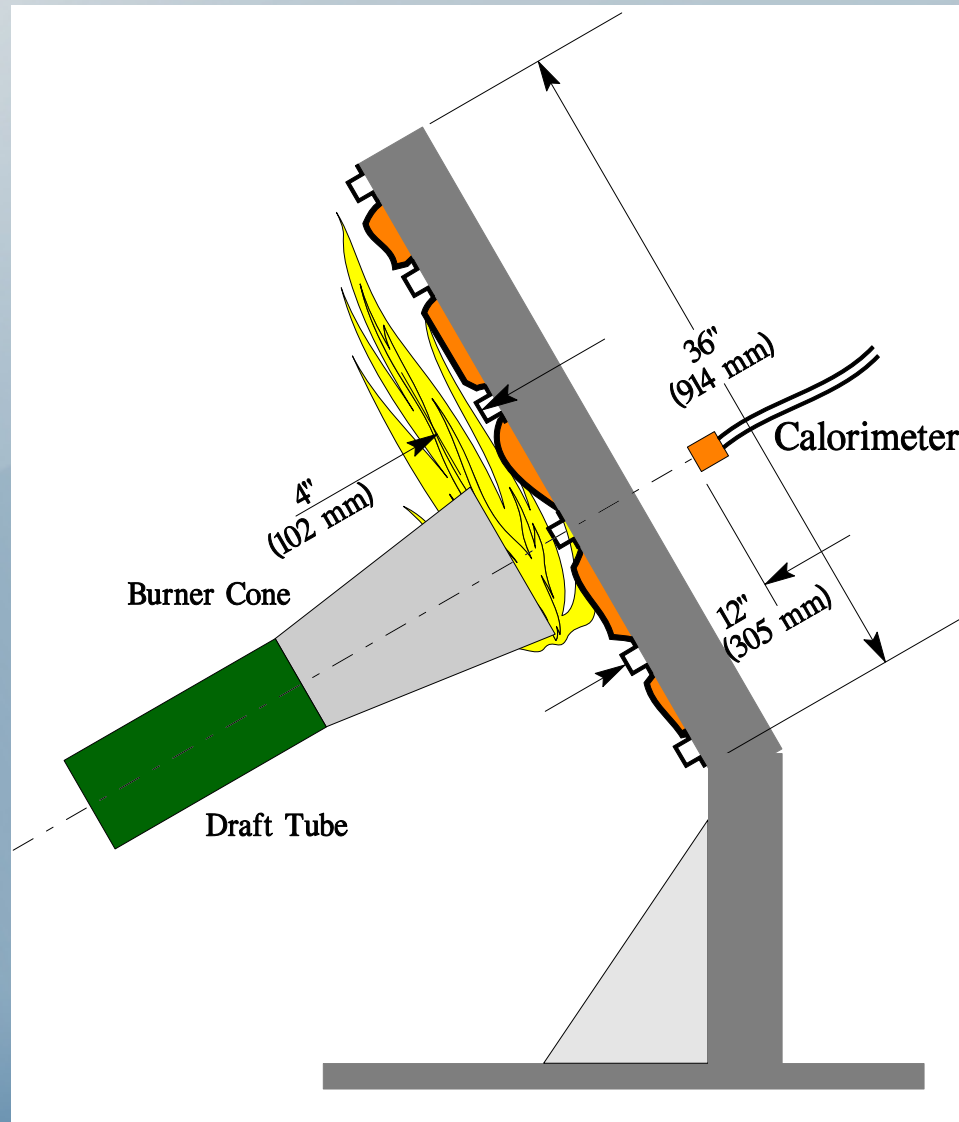 36"
(914 mm)
Calorimeter
4"
(102 mm)
Burner Cone
12"
(305 mm)
Draft Tube